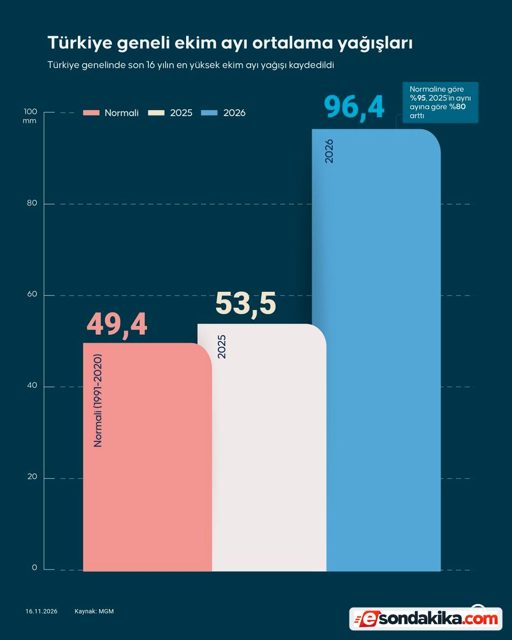 Türkiye geneli ekim ayı ortalama yağışları
Türkiye genelinde son 16 yılın en yüksek ekim ayı yağışı kaydedildi
100
mm
Normali
2025
2026
96,4
Normaline göre
%95, 2025'in aynı
ayına göre %80
arttı
2026
80
60
53,5
49,4
2025
Normali (1991-2020)
40
20
0
16.11.2026
Kaynak: MGM
esondakika.com